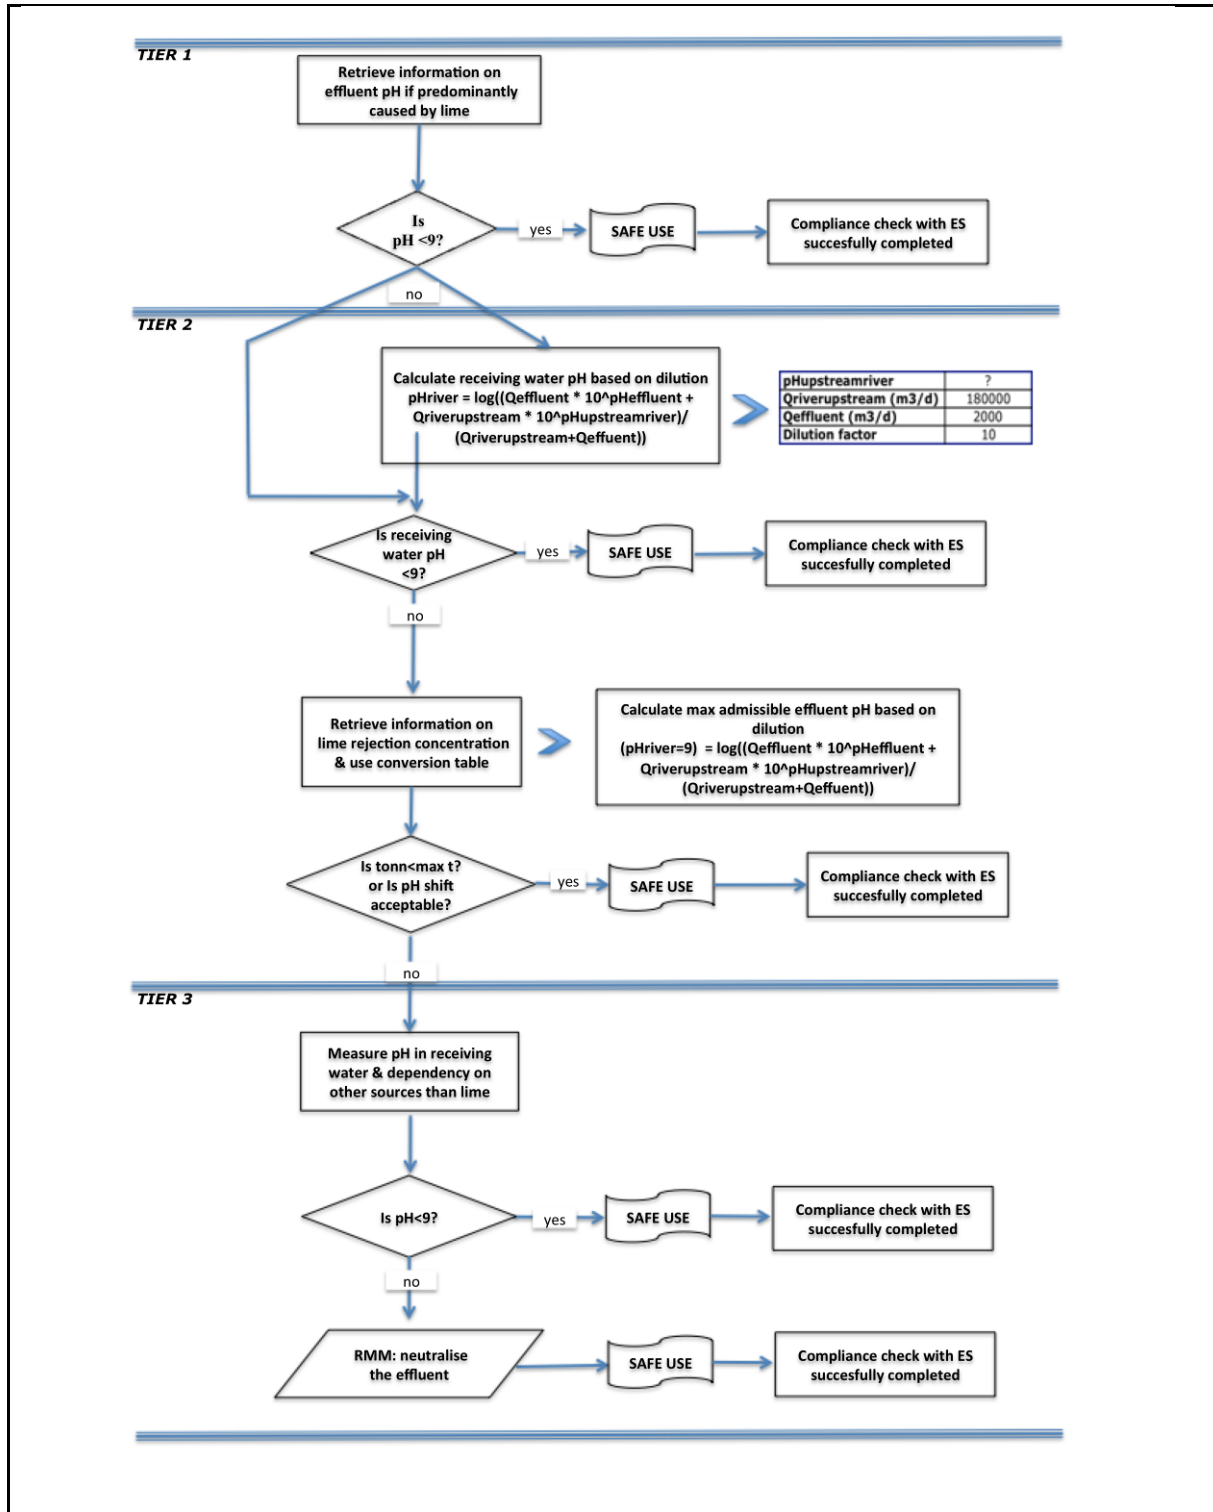 TIER 1
Retrieve information on
effluent pH if predominantly
caused by lime
Is
pH <9?
yes
SAFE USE
Compliance check with ES
succesfully completed
no
TIER 2
Calculate receiving water pH based on dilution
pHriver = log((Qeffluent * 10^pHeffluent +
Qriverupstream * 10^pHupstreamriver)/
(Qriverupstream+Qeffuent))
pHupstreamriver ?
Qriverupstream (m3/d) 180000
Qeffluent (m3/d) 2000
Dilution factor 10
Is receiving
water pH
<9?
yes
SAFE USE
Compliance check with ES
succesfully completed
no
Retrieve information on
lime rejection concentration
& use conversion table
Calculate max admissible effluent pH based on
dilution
(pHriver=9) = log((Qeffluent * 10^pHeffluent +
Qriverupstream * 10^pHupstreamriver)/
(Qriverupstream+Qeffuent))
Is tonn<max t?
or Is pH shift
acceptable?
yes
SAFE USE
Compliance check with ES
succesfully completed
no
TIER 3
Measure pH in receiving
water & dependency on
other sources than lime
Is pH<9?
yes
SAFE USE
Compliance check with ES
succesfully completed
no
RMM: neutralise
the effluent
SAFE USE
Compliance check with ES
succesfully completed